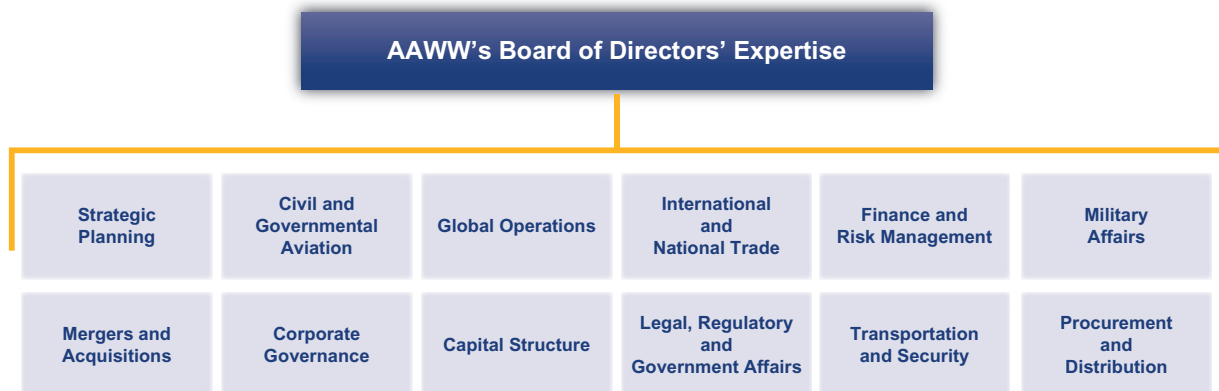 AAWW’s Board of Directors’ Expertise
Strategic
Planning
Civil and
Governmental
Aviation
Global Operations
International
and
National Trade
Finance and
Risk Management
Military
Affairs
Mergers and
Acquisitions
Corporate
Governance
Capital Structure
Legal, Regulatory
and
Government Affairs
Transportation
and Security
Procurement
and
Distribution